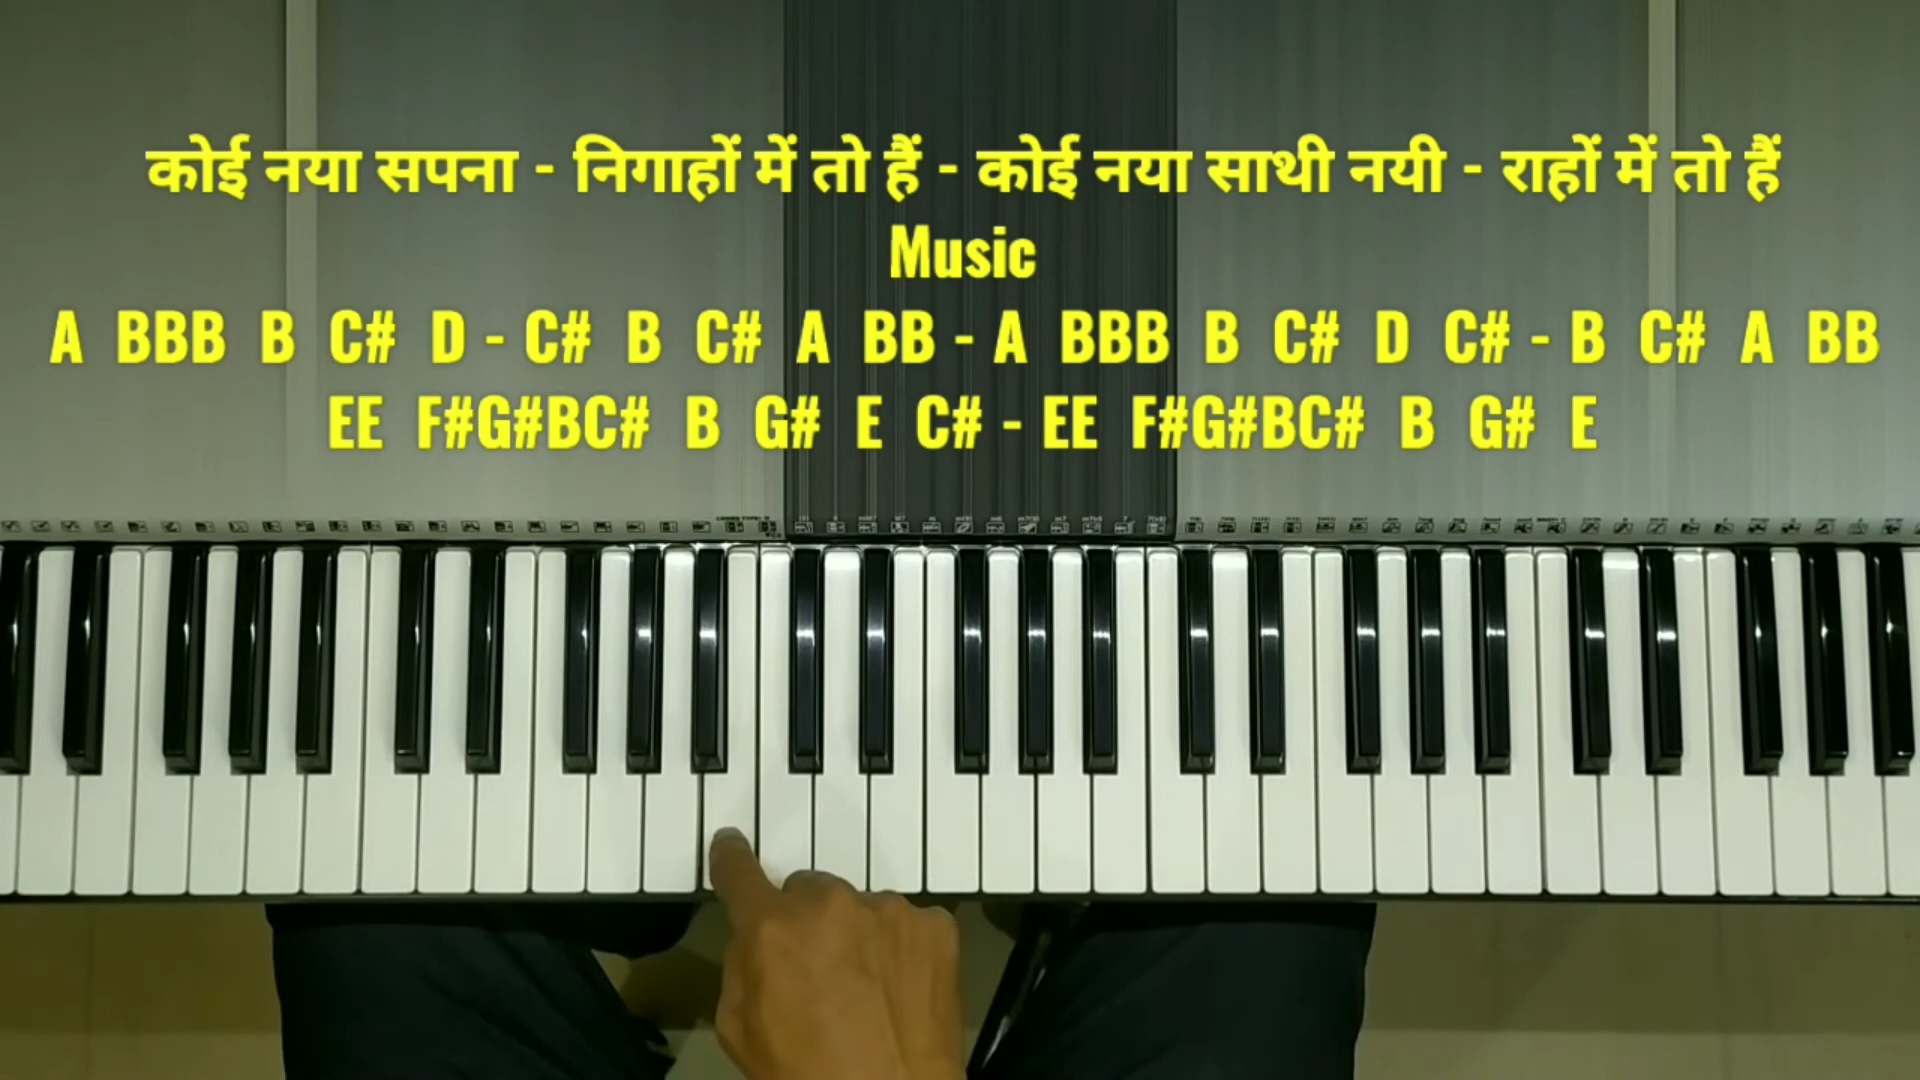 कोई नया सपना - निगाहों में तो हैं - कोई नया साथी नयी - राहों में तो हैं
Music
A BBB B C# D - C# B C# A BB - A BBB B C# D C# - B C# A BB
EE F#G#BC# B G# E C# - EE F#G#BC# B G# E